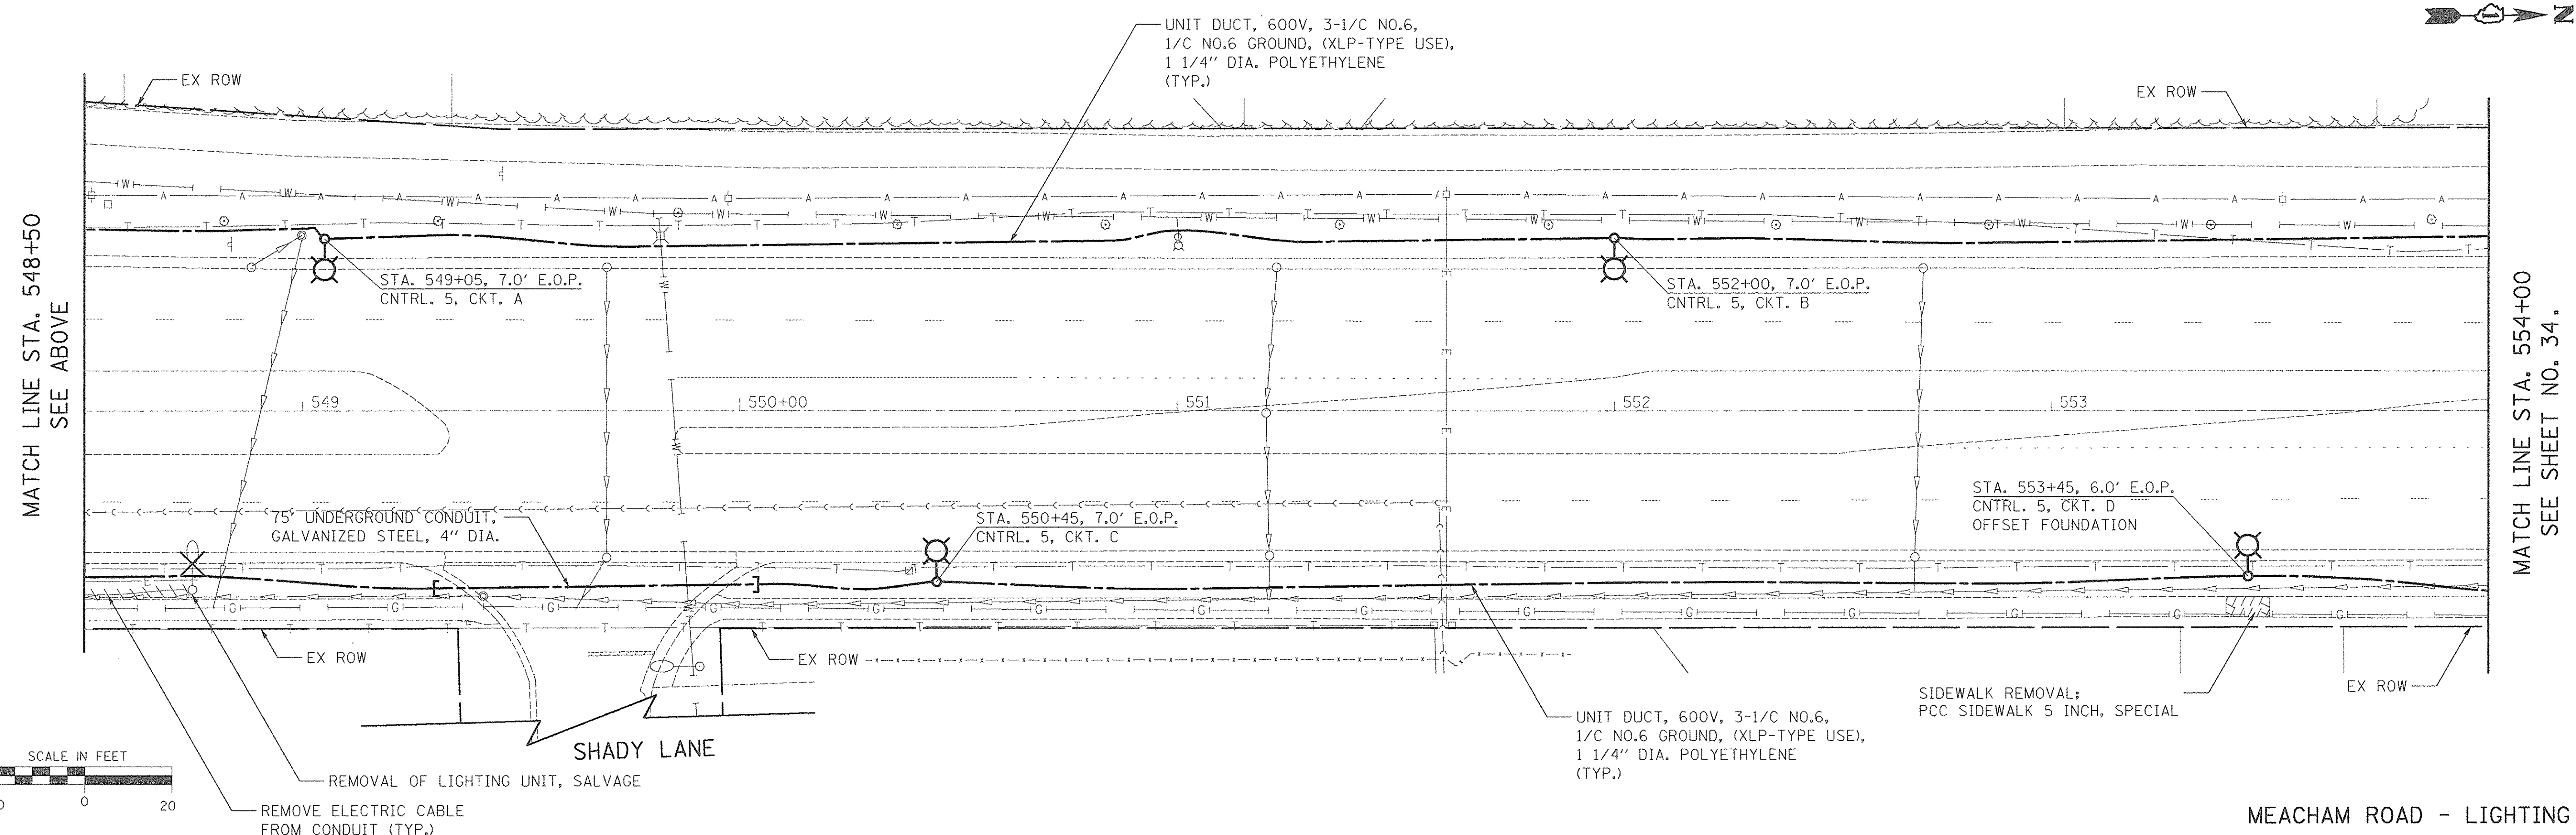 N
UNIT DUCT, 600V, 3-1/C NO.6,
1/C NO.6 GROUND, (XLP-TYPE USE),
1 1/4" DIA. POLYETHYLENE
(TYP.)
EX ROW
EX ROW
MATCH LINE STA. 548+50
SEE ABOVE
STA. 549+05, 7.0' E.O.P.
CNTRL. 5, CKT. A
STA. 552+00, 7.0' E.O.P.
CNTRL. 5, CKT. B
MATCH LINE STA. 554+00
SEE SHEET NO. 34.
549
550+00
551
552
553
75' UNDERGROUND CONDUIT,
GALVANIZED STEEL, 4" DIA.
STA. 550+45, 7.0' E.O.P.
CNTRL. 5, CKT. C
STA. 553+45, 6.0' E.O.P.
CNTRL. 5, CKT. D
OFFSET FOUNDATION
EX ROW
EX ROW
EX ROW
SIDEWALK REMOVAL;
PCC SIDEWALK 5 INCH, SPECIAL
UNIT DUCT, 600V, 3-1/C NO.6,
1/C NO.6 GROUND, (XLP-TYPE USE),
1 1/4" DIA. POLYETHYLENE
(TYP.)
SHADY LANE
SCALE IN FEET
0
20
REMOVAL OF LIGHTING UNIT, SALVAGE
REMOVE ELECTRIC CABLE
FROM CONDUIT (TYP.)
MEACHAM ROAD - LIGHTING